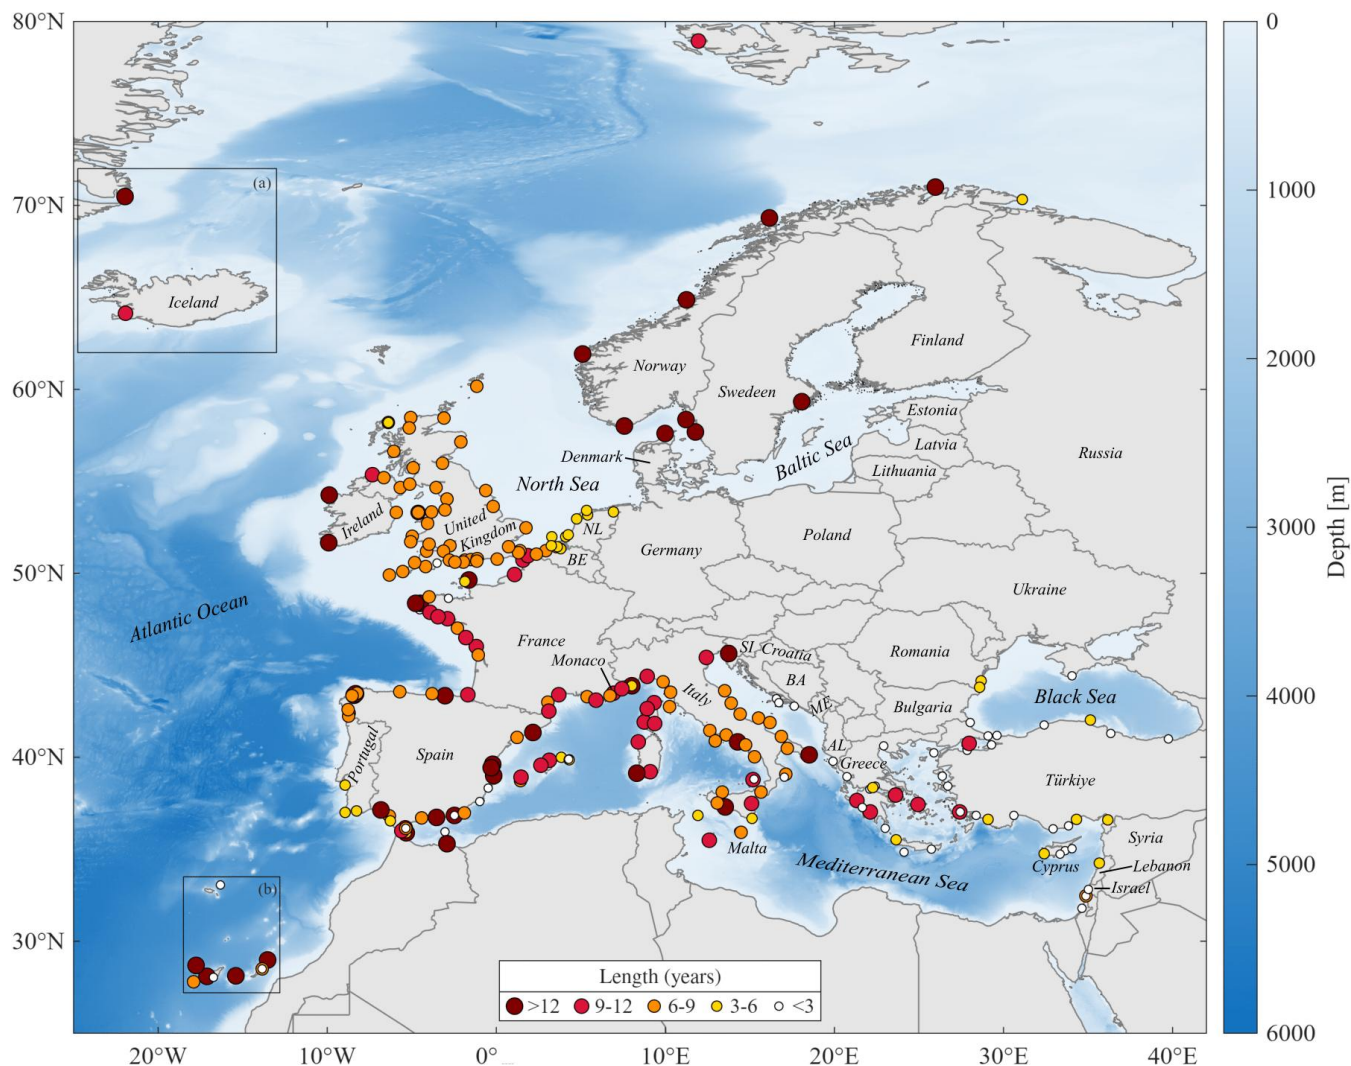 80°N
70°N
60°N
50°N
40°N
30°N
(a)
Iceland
Norway
Swedeen
Finland
Estonia
Latvia
Lithuania
Russia
Denmark
Baltic Sea
North Sea
Ireland
United
Kingdom
NL
BE
Germany
Poland
Ukraine
Atlantic Ocean
France
Monaco
SI
Croatia
BA
ME
Italy
Romania
Bulgaria
Black Sea
Portugal
Spain
AL
Greece
Türkiye
Malta
Mediterranean Sea
Cyprus
Syria
Lebanon
Israel
(b)
Length (years)
>12 9-12 6-9 3-6 <3
20°W 10°W 0° 10°E 20°E 30°E 40°E
0
1000
2000
3000
4000
5000
6000
Depth [m]